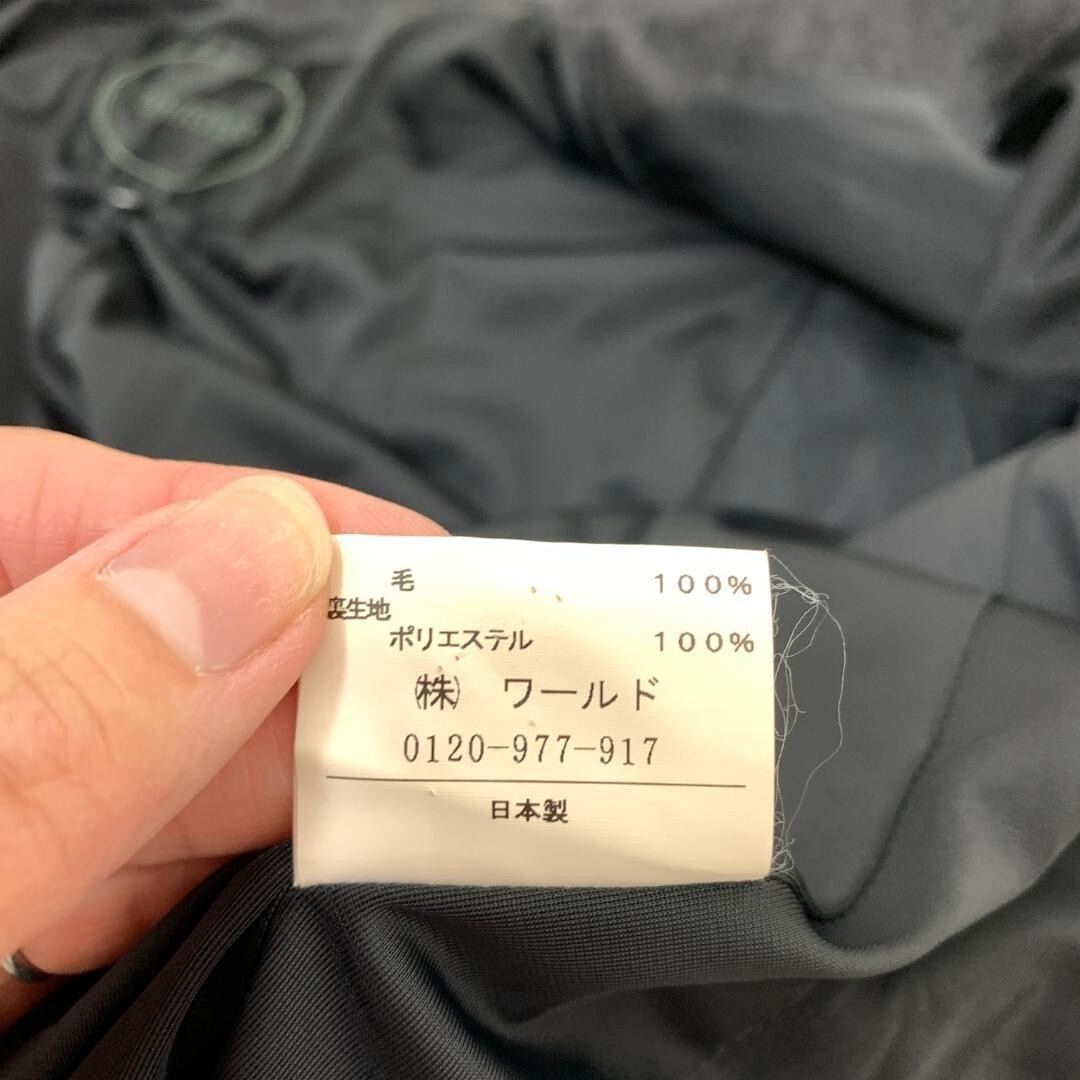 毛 100%
裏生地
ポリエステル 100%
㈱ ワールド
0120-977-917
日本製